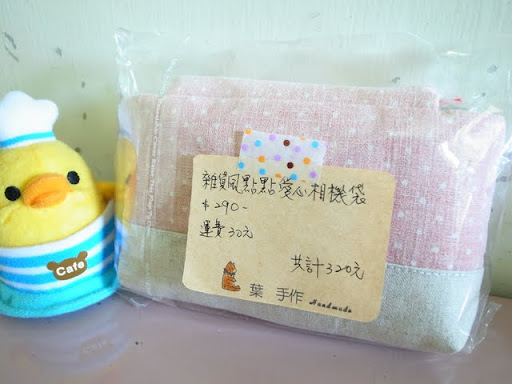 雜貨風點點愛心相機袋
$290-
運費30元
共計320元
葉 手作
Handmade
Cafe